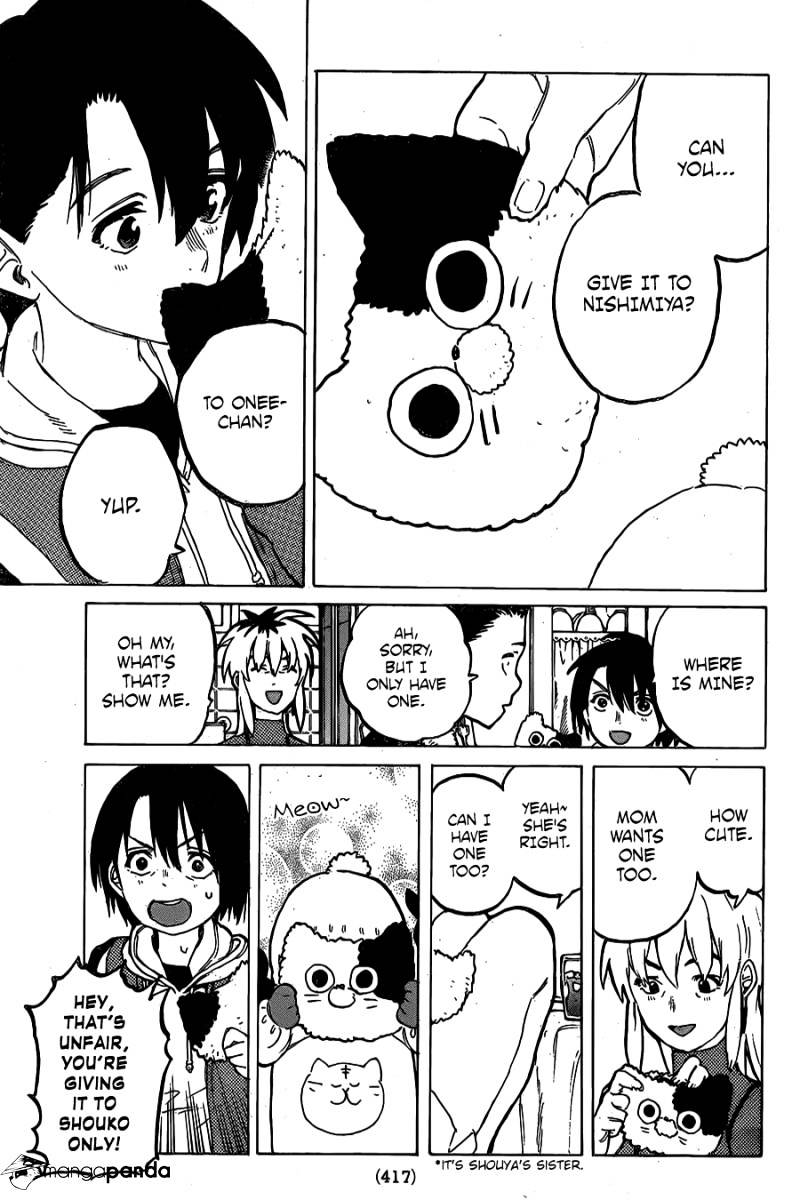 CAN
YOU...
GIVE IT TO
NISHIMIYA?
TO ONEE-
CHAN?
YUP.
WHERE
IS MINE?
AH,
SORRY,
BUT I
ONLY HAVE
ONE.
OH MY,
WHAT'S
THAT?
SHOW ME.
HOW
CUTE.
MOM
WANTS
ONE
TOO.
YEAH~
SHE'S
RIGHT.
CAN I
HAVE
ONE
TOO?
Meow~
HEY,
THAT'S
UNFAIR,
YOU'RE
GIVING
IT TO
SHOUKO
ONLY!
*IT'S SHOUYA'S SISTER.
(417)
mangapanda